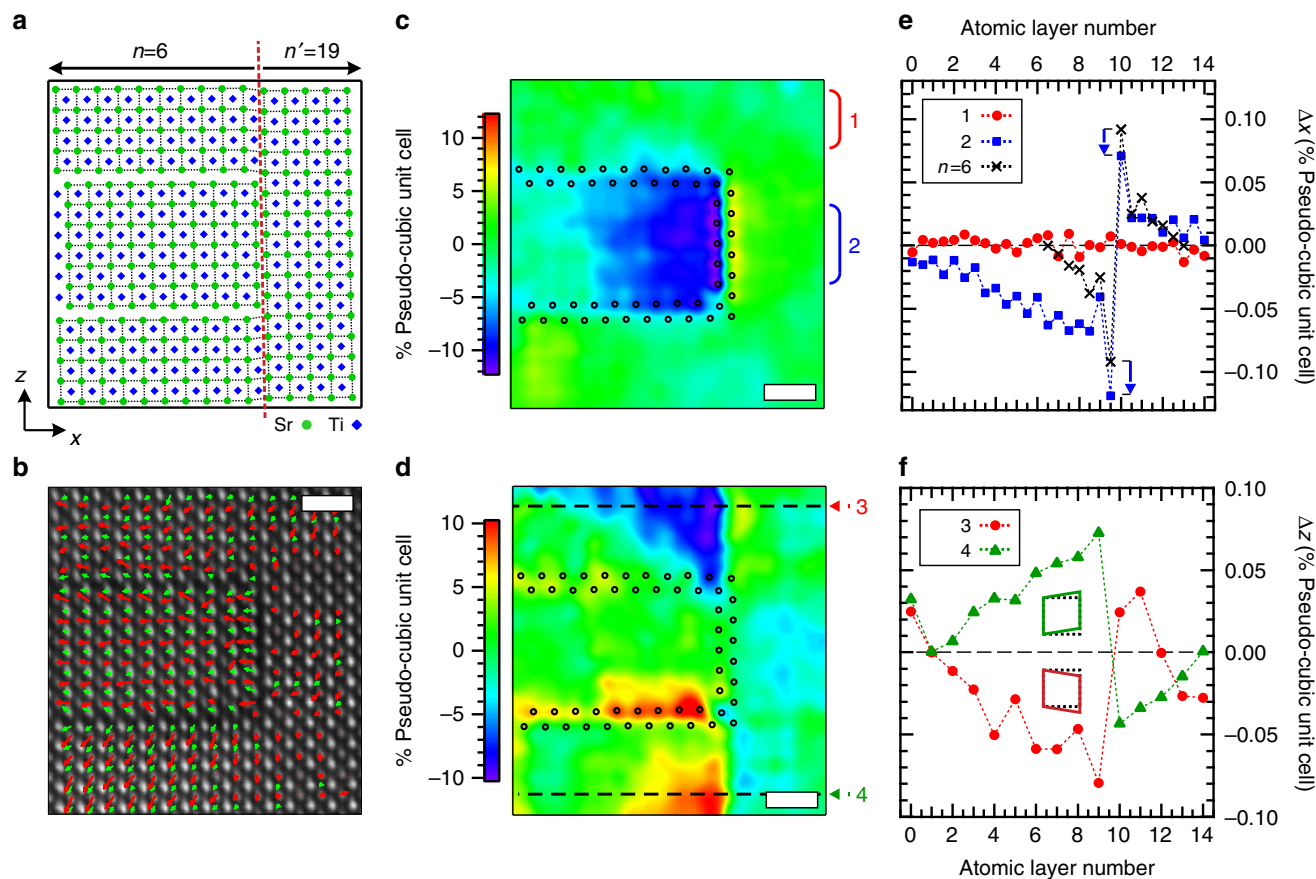 a
n=6
n′=19
z
x
Sr
Ti
b
c
% Pseudo-cubic unit cell
10
5
0
−5
−10
1
2
d
% Pseudo-cubic unit cell
10
5
0
−5
−10
3
4
e
Atomic layer number
0 2 4 6 8 10 12 14
1
2
n=6
0.10
0.05
0.00
−0.05
−0.10
Δx (% Pseudo-cubic unit cell)
f
3
4
0.10
0.05
0.00
−0.05
−0.10
Δz (% Pseudo-cubic unit cell)
0 2 4 6 8 10 12 14
Atomic layer number